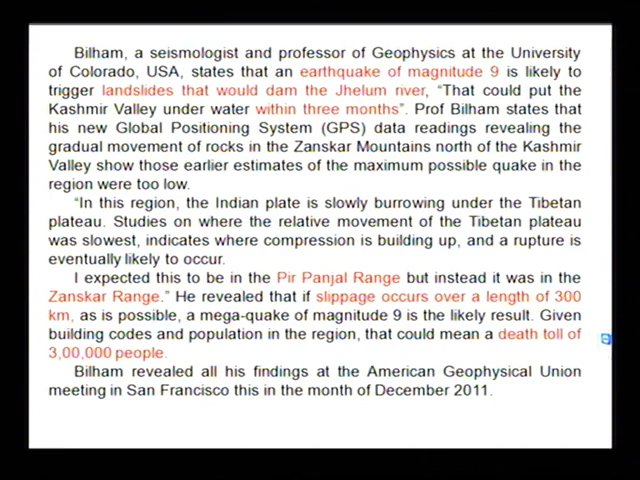 Bilham, a seismologist and professor of Geophysics at the University
of Colorado, USA, states that an earthquake of magnitude 9 is likely to
trigger landslides that would dam the Jhelum river, “That could put the
Kashmir Valley under water within three months”. Prof Bilham states that
his new Global Positioning System (GPS) data readings revealing the
gradual movement of rocks in the Zanskar Mountains north of the Kashmir
Valley show those earlier estimates of the maximum possible quake in the
region were too low.
“In this region, the Indian plate is slowly burrowing under the Tibetan
plateau. Studies on where the relative movement of the Tibetan plateau
was slowest, indicates where compression is building up, and a rupture is
eventually likely to occur.
I expected this to be in the Pir Panjal Range but instead it was in the
Zanskar Range.” He revealed that if slippage occurs over a length of 300
km, as is possible, a mega-quake of magnitude 9 is the likely result. Given
building codes and population in the region, that could mean a death toll of
3,00,000 people.
Bilham revealed all his findings at the American Geophysical Union
meeting in San Francisco this in the month of December 2011.